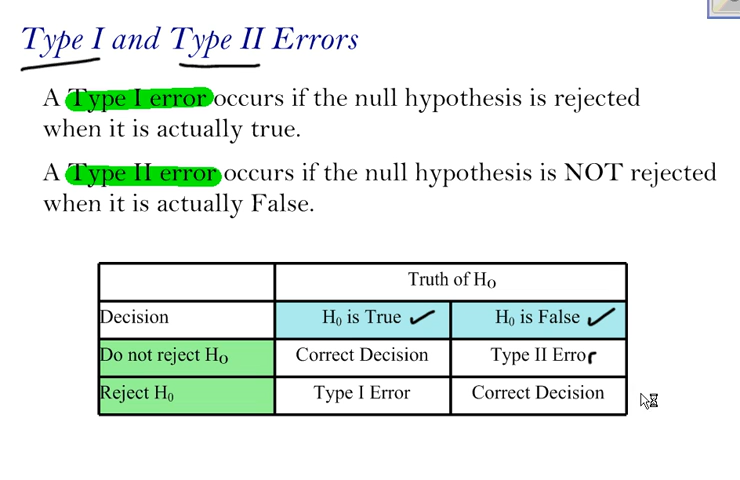 Type I and Type II Errors
A Type I error occurs if the null hypothesis is rejected
when it is actually true.
A Type II error occurs if the null hypothesis is NOT rejected
when it is actually False.
Truth of H₀
Decision H₀ is True ✓ H₀ is False ✓
Do not reject H₀ Correct Decision Type II Error
Reject H₀ Type I Error Correct Decision